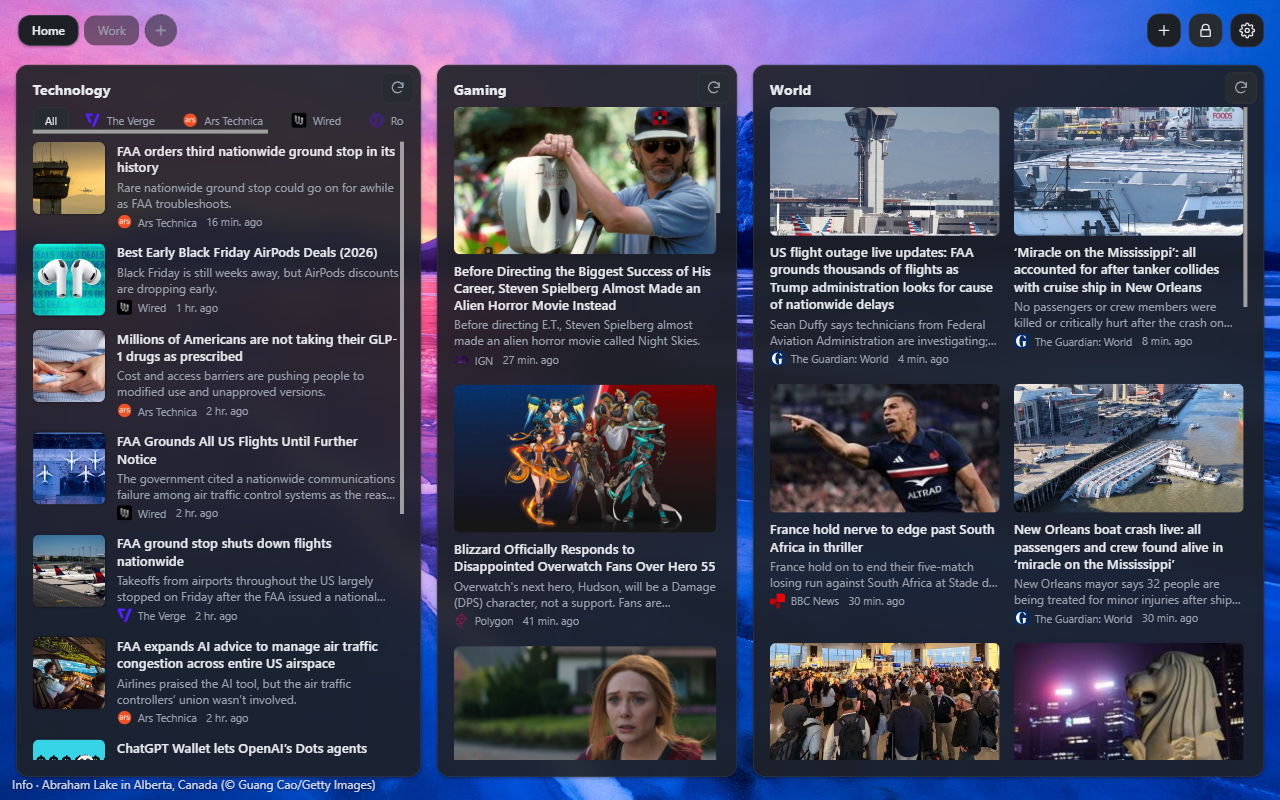 Home
Work
Technology
All
The Verge
Ars Technica
Wired
Ro
FAA orders third nationwide ground stop in its
history
Rare nationwide ground stop could go on for awhile
as FAA troubleshoots.
Ars Technica 16 min. ago
Best Early Black Friday AirPods Deals (2026)
Black Friday is still weeks away, but AirPods discounts
are dropping early.
Wired 1 hr. ago
Millions of Americans are not taking their GLP-
1 drugs as prescribed
Cost and access barriers are pushing people to
modified use and unapproved versions.
Ars Technica 2 hr. ago
FAA Grounds All US Flights Until Further
Notice
The government cited a nationwide communications
failure among air traffic control systems as the reas...
Wired 2 hr. ago
FAA ground stop shuts down flights
nationwide
Takeoffs from airports throughout the US largely
stopped on Friday after the FAA issued a national...
The Verge 2 hr. ago
FAA expands AI advice to manage air traffic
congestion across entire US airspace
Airlines praised the AI tool, but the air traffic
controllers’ union wasn’t involved.
Ars Technica 2 hr. ago
ChatGPT Wallet lets OpenAI’s Dots agents
Gaming
Before Directing the Biggest Success of His
Career, Steven Spielberg Almost Made an
Alien Horror Movie Instead
Before directing E.T., Steven Spielberg almost
made an alien horror movie called Night Skies.
IGN 27 min. ago
Blizzard Officially Responds to
Disappointed Overwatch Fans Over Hero 55
Overwatch's next hero, Hudson, will be a Damage
(DPS) character, not a support. Fans are...
Polygon 41 min. ago
World
US flight outage live updates: FAA
grounds thousands of flights as
Trump administration looks for cause
of nationwide delays
Sean Duffy says technicians from Federal
Aviation Administration are investigating;...
The Guardian: World 4 min. ago
FOODS
‘Miracle on the Mississippi’: all
accounted for after tanker collides
with cruise ship in New Orleans
No passengers or crew members were
killed or critically hurt after the crash on...
The Guardian: World 8 min. ago
ALTRAD
France hold nerve to edge past South
Africa in thriller
France hold on to end their five-match
losing run against South Africa at Stade d...
BBC News 30 min. ago
New Orleans boat crash live: all
passengers and crew found alive in
‘miracle on the Mississippi’
New Orleans mayor says 32 people are
being treated for minor injuries after ship...
The Guardian: World 30 min. ago
Info · Abraham Lake in Alberta, Canada (© Guang Cao/Getty Images)